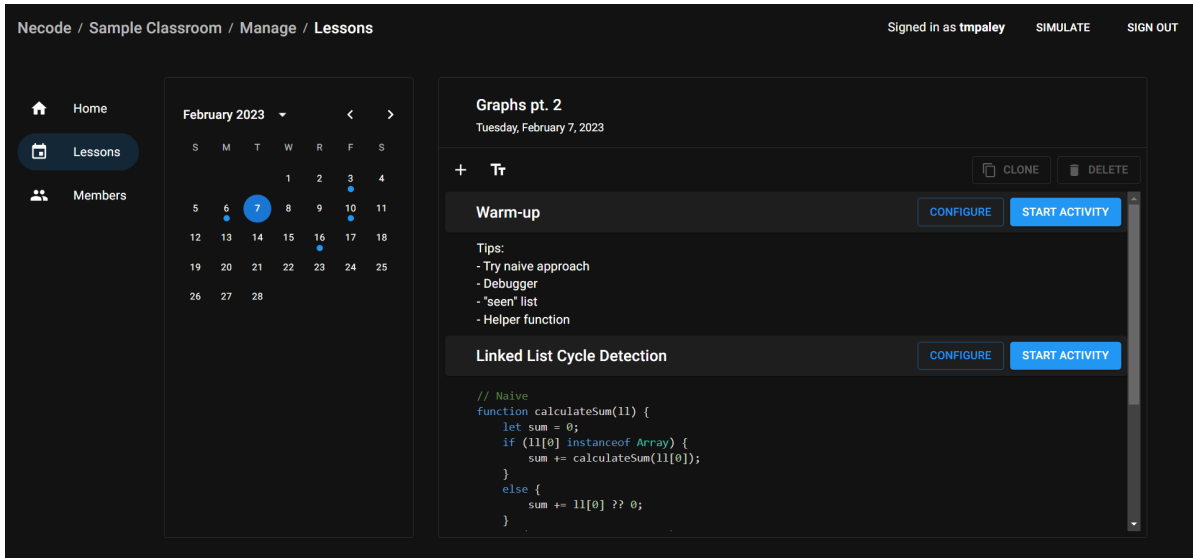 Necode / Sample Classroom / Manage / Lessons
Signed in as tmpaley SIMULATE SIGN OUT
Home
Lessons
Members
February 2023
S M T W R F S
1 2 3 4
5 6 7 8 9 10 11
12 13 14 15 16 17 18
19 20 21 22 23 24 25
26 27 28
Graphs pt. 2
Tuesday, February 7, 2023
+ Tт CLONE DELETE
Warm-up CONFIGURE START ACTIVITY
Tips:
- Try naive approach
- Debugger
- "seen" list
- Helper function
Linked List Cycle Detection CONFIGURE START ACTIVITY
// Naive
function calculateSum(ll) {
    let sum = 0;
    if (ll[0] instanceof Array) {
        sum += calculateSum(ll[0]);
    }
    else {
        sum += ll[0] ?? 0;
    }